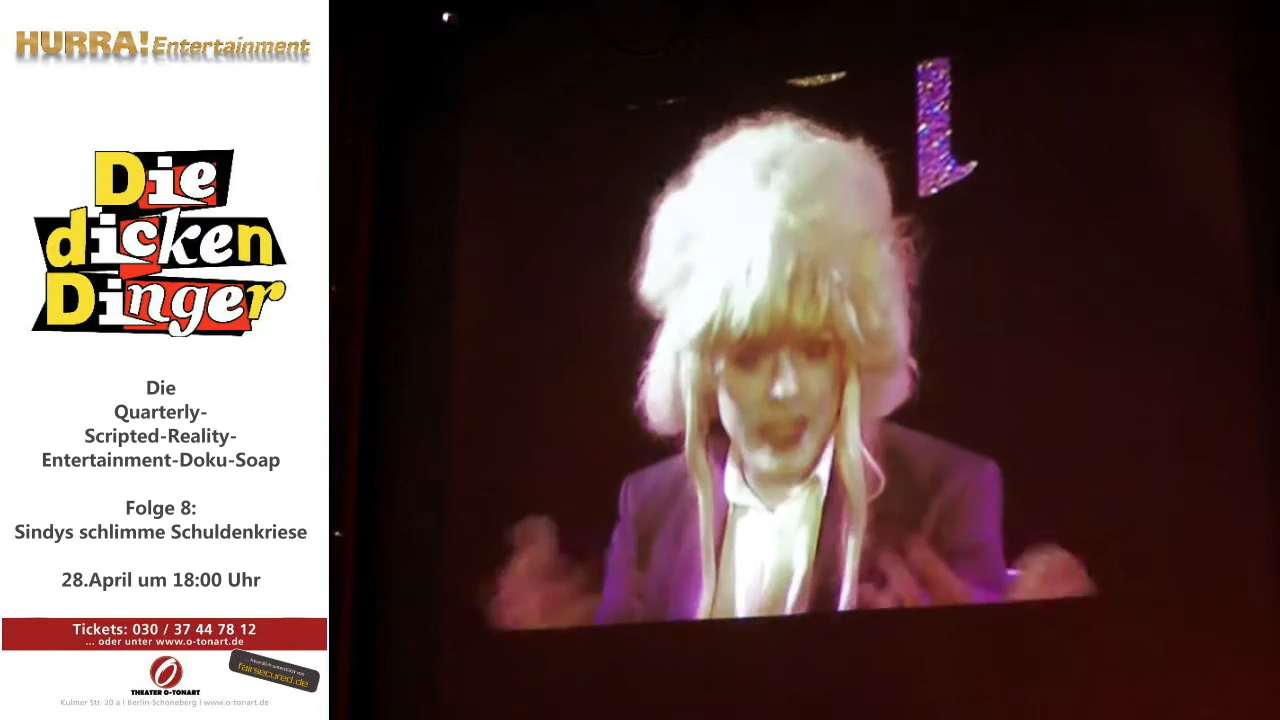 HURRA! Entertainment
Die
dicken
Dinger
Die
Quarterly-
Scripted-Reality-
Entertainment-Doku-Soap
Folge 8:
Sindys schlimme Schuldenkriese
28.April um 18:00 Uhr
Tickets: 030 / 37 44 78 12
... oder unter www.o-tonart.de
fairsecured.de
THEATER O-TONART
Kulmer Str. 20 a | Berlin-Schöneberg | www.o-tonart.de